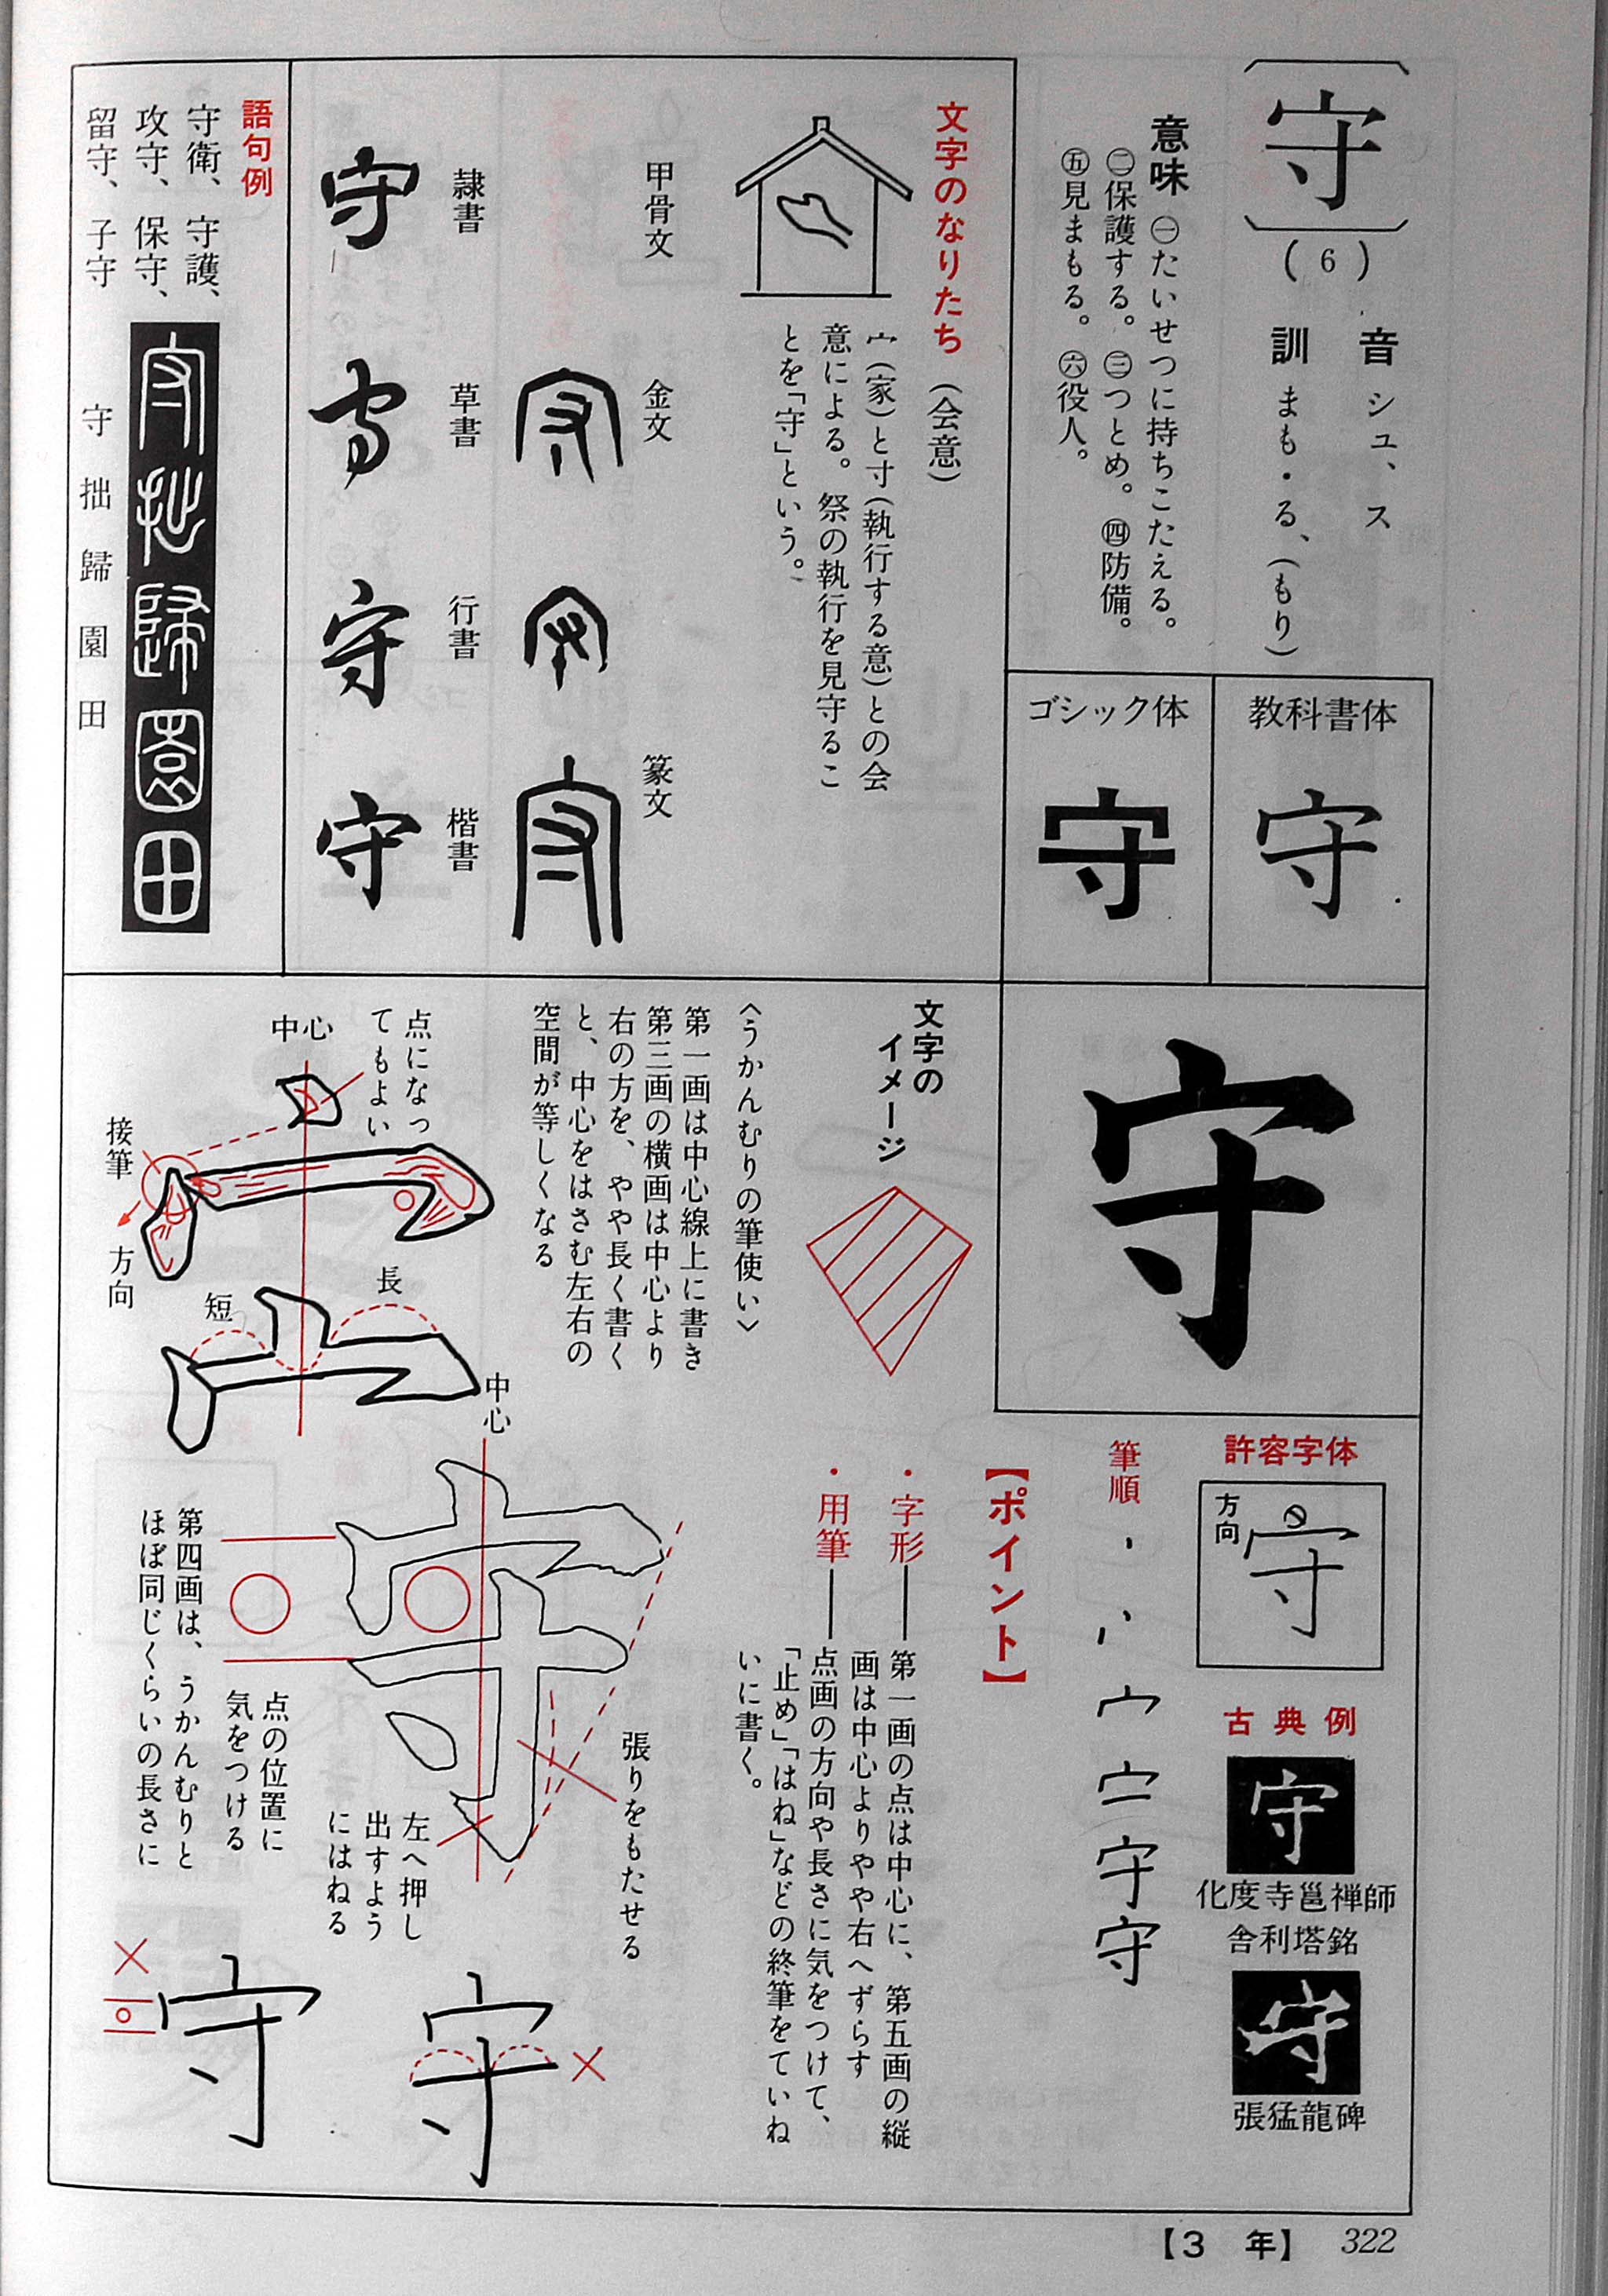 守
(6)
音 シュ、ス
訓 まも・る、(もり)
意味 ㊀たいせつに持ちこたえる。
㊁保護する。㊂つとめ。㊃防備。
㊄見まもる。㊅役人。
教科書体
守
ゴシック体
守
文字のなりたち (会意)
宀(家)と寸(執行する意)との会
意による。祭の執行を見守るこ
とを「守」という。
甲骨文
金文
篆文
隷書
草書
行書
楷書
守
守
守
守
語句例
守衛、守護、
攻守、保守、
留守、子守
守拙歸園田
守拙歸園田
守
許容字体
方向
守
古典例
守
化度寺邕禅師
舎利塔銘
守
張猛龍碑
筆順
守
【ポイント】
・字形——第一画の点は中心に、第五画の縦
画は中心よりやや右へずらす
・用筆——点画の方向や長さに気をつけて、
「止め」「はね」などの終筆をていね
いに書く。
文字の
イメージ
〈うかんむりの筆使い〉
第一画は中心線上に書き
第三画の横画は中心より
右の方を、やや長く書く
と、中心をはさむ左右の
空間が等しくなる
点になっ
てもよい
中心
接筆
方向
長
短
中心
張りをもたせる
左へ押し
出すよう
にはねる
点の位置に
気をつける
第四画は、うかんむりと
ほぼ同じくらいの長さに
守
守
【3 年】 322